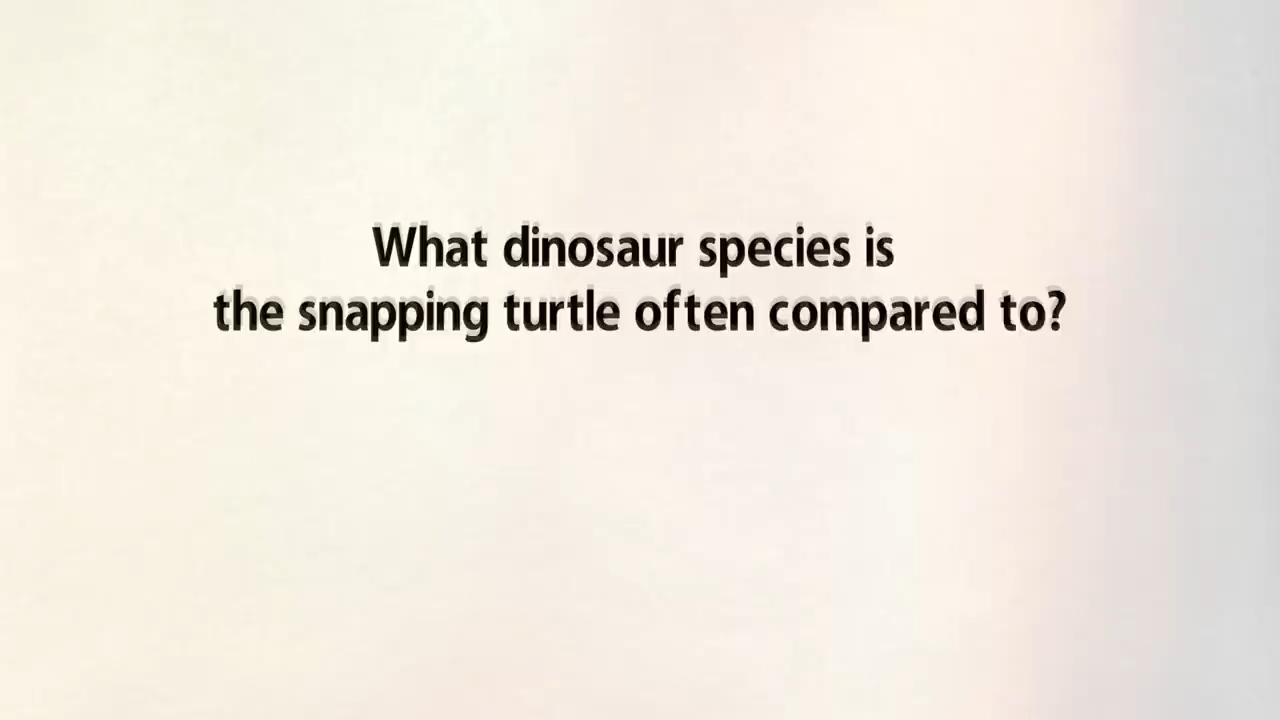 What dinosaur species is
the snapping turtle often compared to?